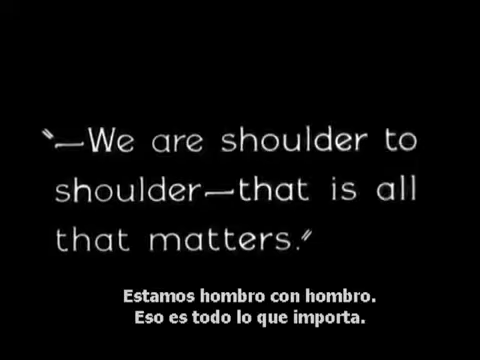 "—We are shoulder to
shoulder—that is all
that matters."
Estamos hombro con hombro.
Eso es todo lo que importa.